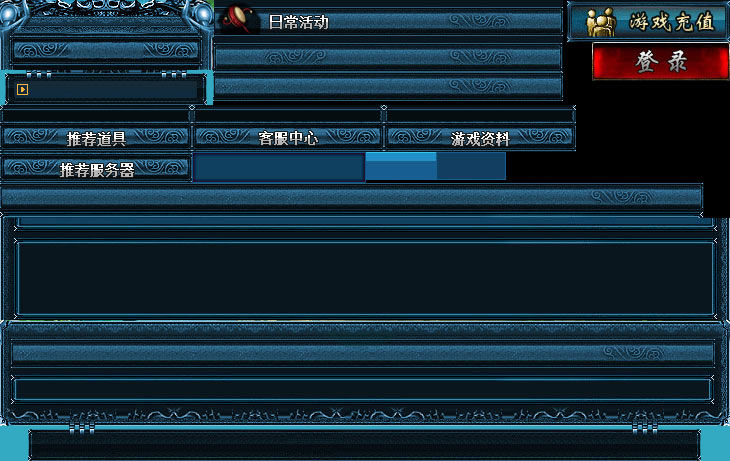 日常活动
游戏充值
登录
推荐道具
客服中心
游戏资料
推荐服务器